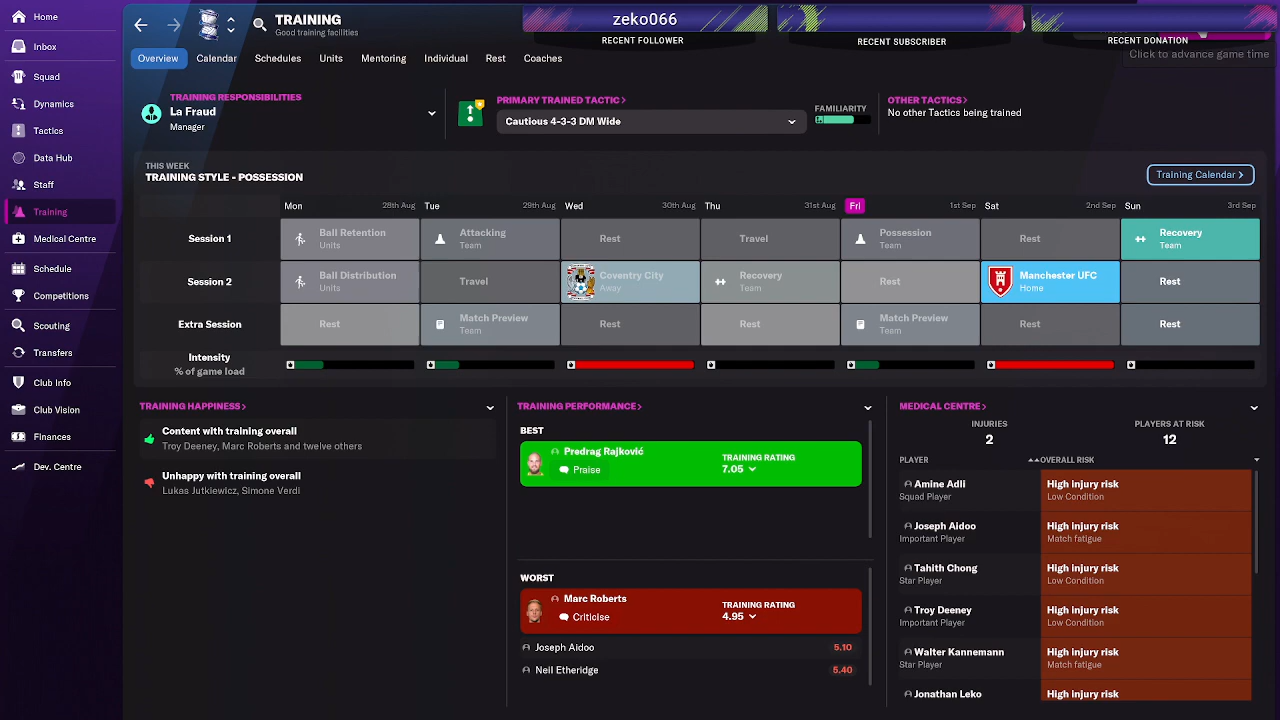 Home
Inbox
Squad
Dynamics
Tactics
Data Hub
Staff
Training
Medical Centre
Schedule
Competitions
Scouting
Transfers
Club Info
Club Vision
Finances
Dev. Centre
TRAINING
Good training facilities
zeko066
RECENT FOLLOWER
RECENT SUBSCRIBER
RECENT DONATION
Click to advance game time
Overview Calendar Schedules Units Mentoring Individual Rest Coaches
TRAINING RESPONSIBILITIES
La Fraud
Manager
PRIMARY TRAINED TACTIC >
Cautious 4-3-3 DM Wide
FAMILIARITY
OTHER TACTICS >
No other Tactics being trained
THIS WEEK
TRAINING STYLE - POSSESSION
Training Calendar >
Mon 28th Aug Tue 29th Aug Wed 30th Aug Thu 31st Aug Fri 1st Sep Sat 2nd Sep Sun 3rd Sep
Session 1
Ball Retention
Units
Attacking
Team
Rest
Travel
Possession
Team
Rest
Recovery
Team
Session 2
Ball Distribution
Units
Travel
Coventry City
Away
Recovery
Team
Rest
Manchester UFC
Home
Rest
Extra Session
Rest
Match Preview
Team
Rest
Rest
Match Preview
Team
Rest
Rest
Intensity
% of game load
TRAINING HAPPINESS >
Content with training overall
Troy Deeney, Marc Roberts and twelve others
Unhappy with training overall
Lukas Jutkiewicz, Simone Verdi
TRAINING PERFORMANCE >
BEST
Predrag Rajković
Praise
TRAINING RATING
7.05
WORST
Marc Roberts
Criticise
TRAINING RATING
4.95
Joseph Aidoo 5.10
Neil Etheridge 5.40
MEDICAL CENTRE >
INJURIES
2
PLAYERS AT RISK
12
PLAYER OVERALL RISK
Amine Adli
Squad Player
High injury risk
Low Condition
Joseph Aidoo
Important Player
High injury risk
Match fatigue
Tahith Chong
Star Player
High injury risk
Low Condition
Troy Deeney
Important Player
High injury risk
Low Condition
Walter Kannemann
Star Player
High injury risk
Match fatigue
Jonathan Leko
High injury risk